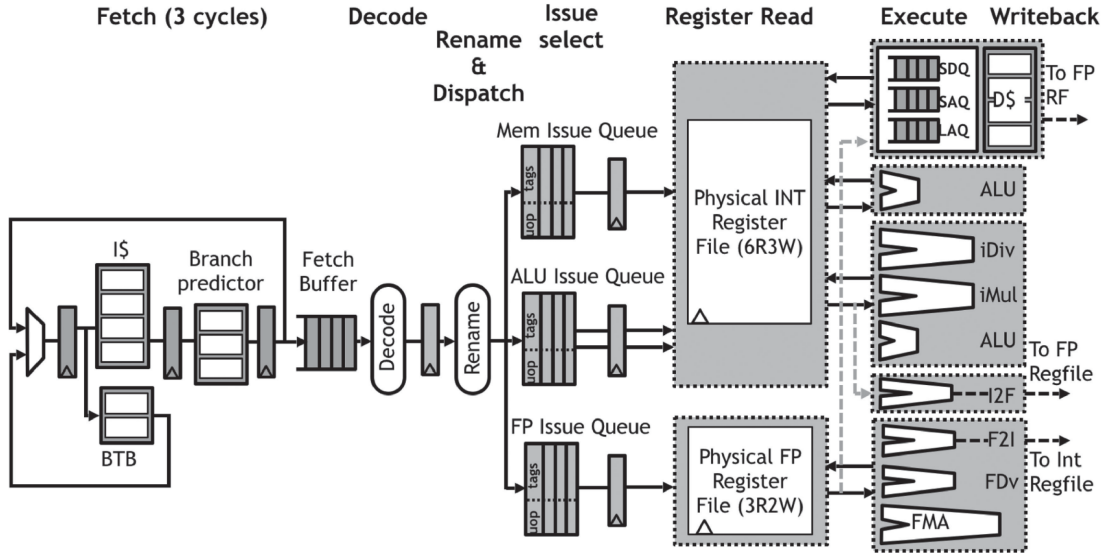 Fetch (3 cycles)
Decode
Rename
&
Dispatch
Issue
select
Register Read
Execute
Writeback
I$
Branch
predictor
BTB
Fetch
Buffer
Decode
Rename
Mem Issue Queue
tags
uop
ALU Issue Queue
tags
uop
FP Issue Queue
tags
uop
Physical INT
Register
File (6R3W)
Physical FP
Register
File (3R2W)
SDQ
SAQ
LAQ
D$
To FP
RF
ALU
iDiv
iMul
ALU
To FP
Regfile
I2F
F2I
To Int
Regfile
FDv
FMA